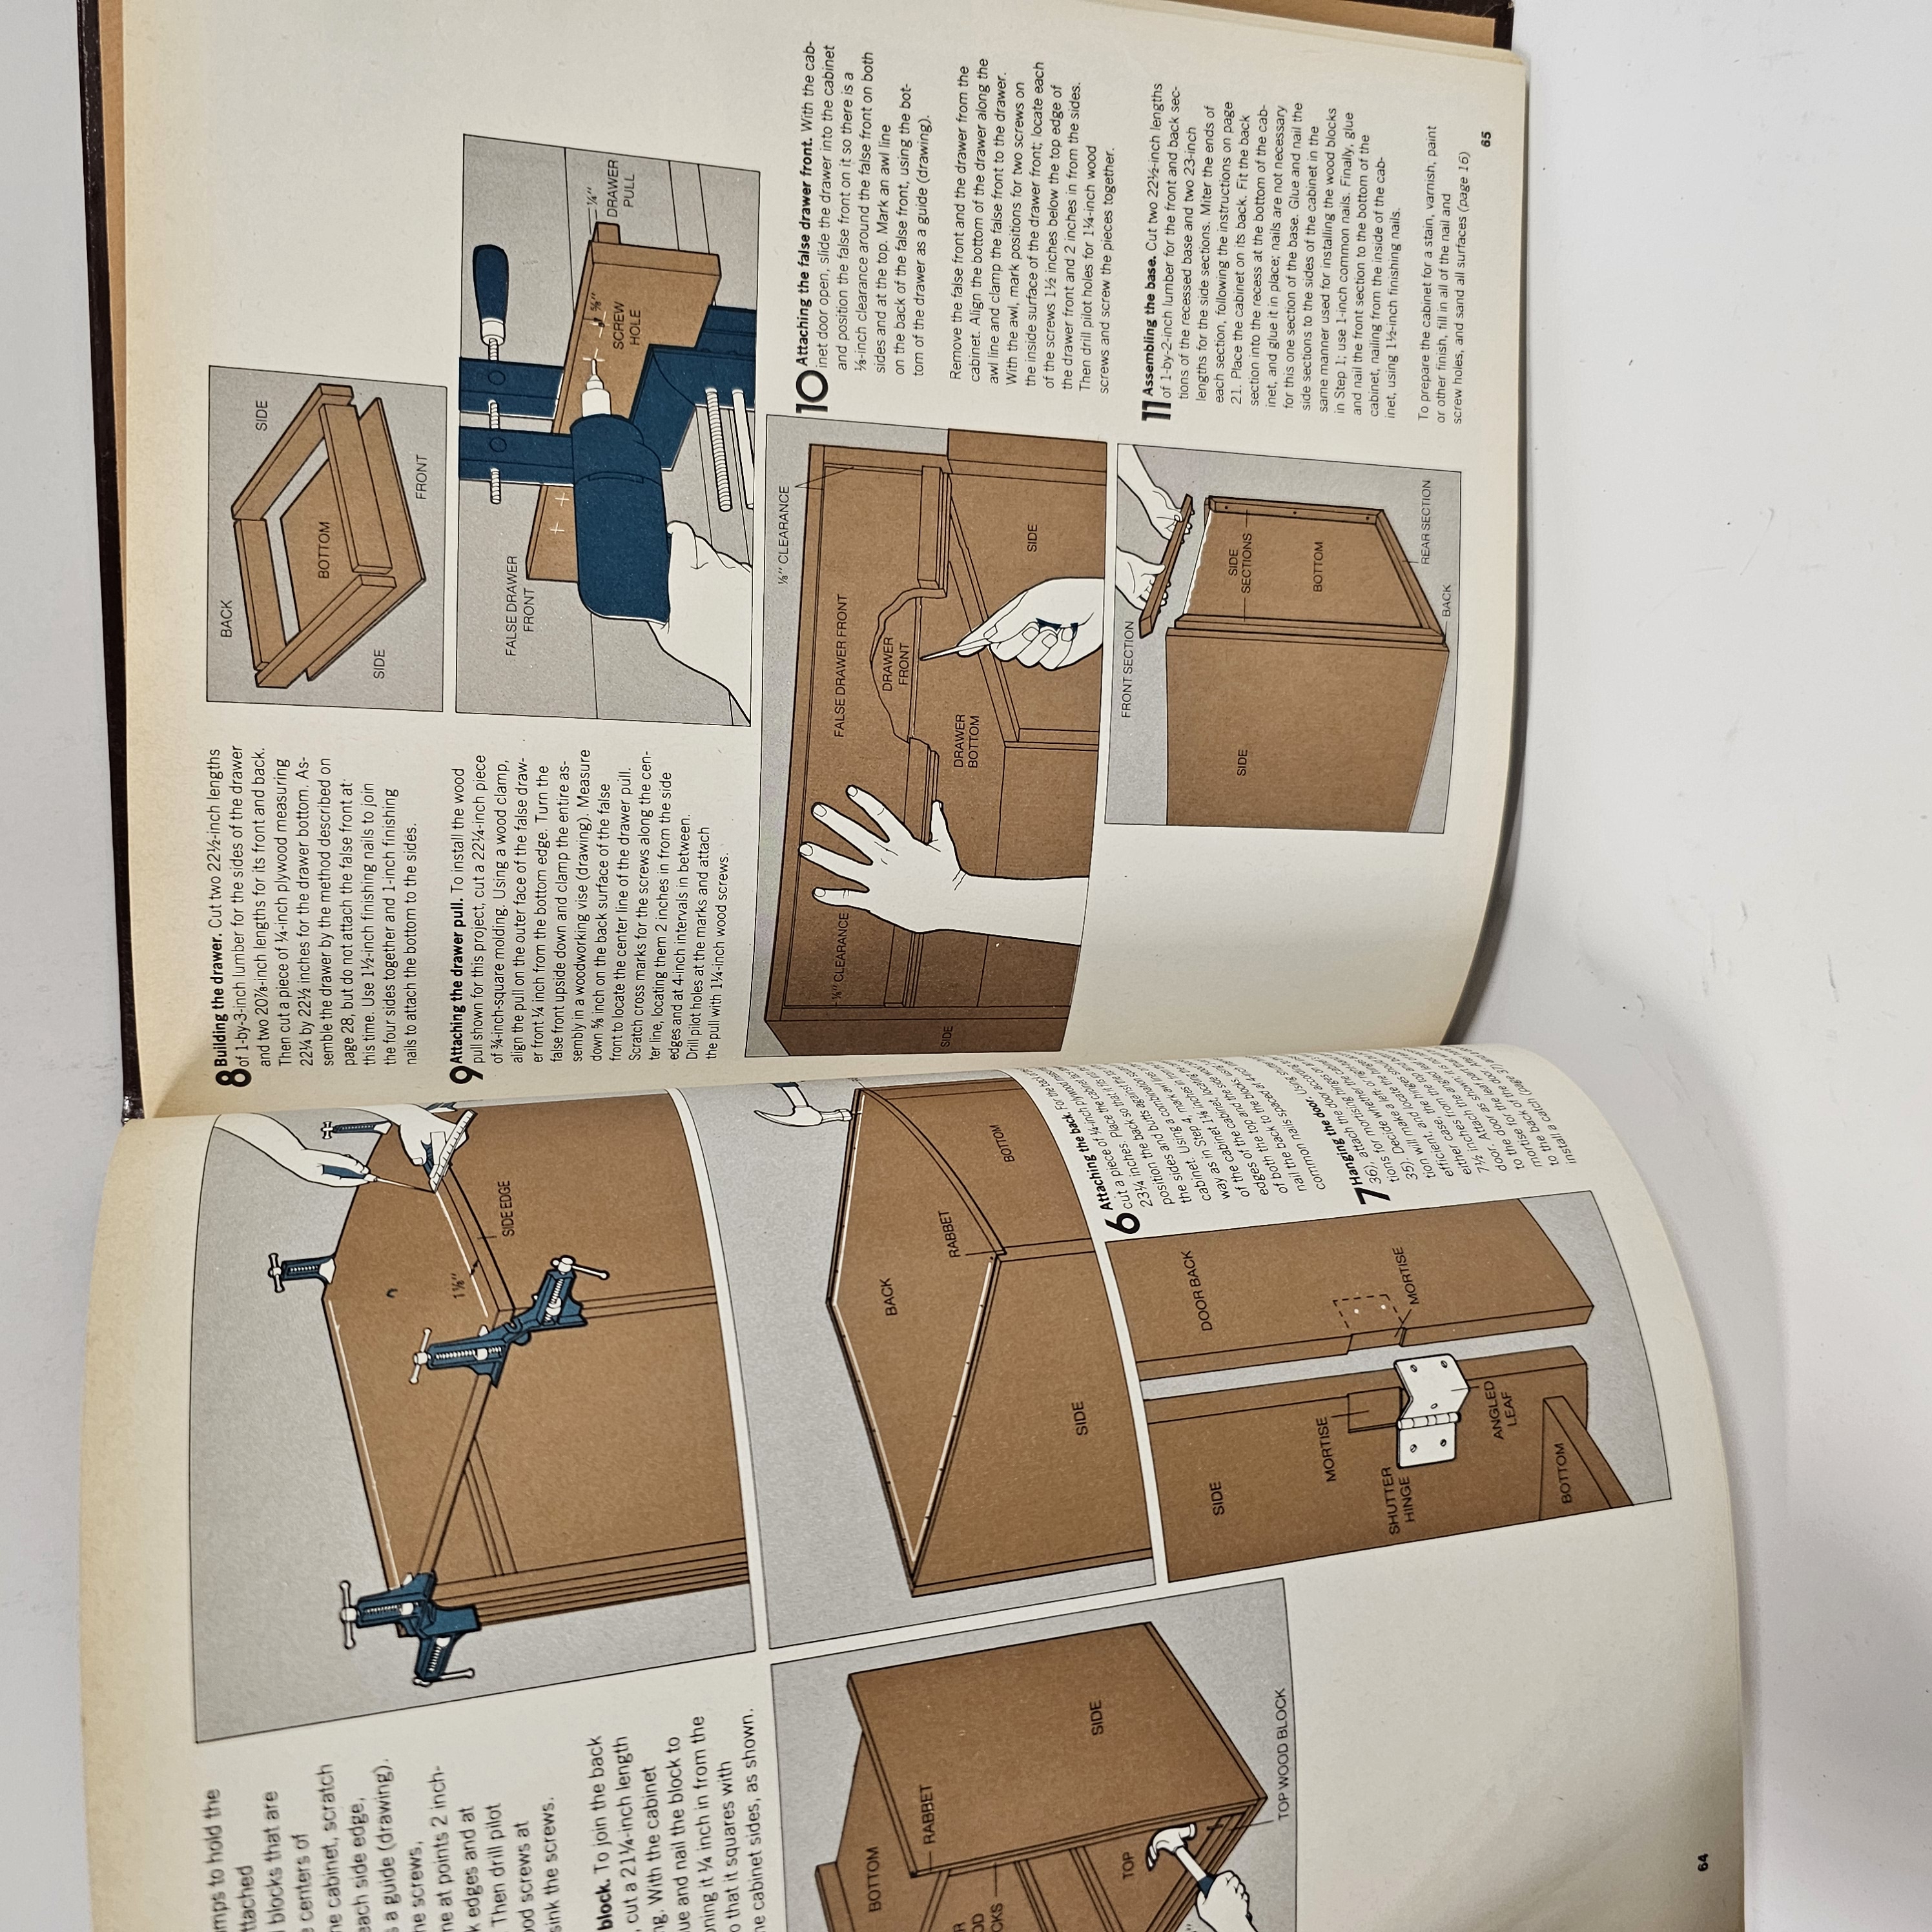 mps to hold the
ttached
blocks that are
centers of
ne cabinet, scratch
each side edge,
s a guide (drawing).
he screws,
ne at points 2 inch-
k edges and at
Then drill pilot
ood screws at
sink the screws.
block. To join the back
, cut a 21¼-inch length
ng. With the cabinet
ue and nail the block to
oning it ¼ inch in from the
o that it squares with
he cabinet sides, as shown.
1⅛"
SIDE EDGE
BOTTOM
RABBET
R
OD
CKS
SIDE
TOP
TOP WOOD BLOCK
BACK
RABBET
BOTTOM
SIDE
SIDE
DOOR BACK
MORTISE
SHUTTER
HINGE
MORTISE
ANGLED
LEAF
BOTTOM
6 Attaching the back. For the back
cut a piece of ¼-inch plywood
23¼ inches. Place the cabinet
position the back so that it fits
the sides and butts against the
cabinet. Using a combination square
way as in Step 4, mark awl lines
of the cabinet 1⅛ inches in from
edges of the cabinet, locating the
of both the top and the side wood
nail the back to the blocks, using
common nails spaced at 4-inch
7 Hanging the door. Using shutter
36), attach the door according to
tions for mortising hinges on
35). Decide whether the cabinet
tion will make a left- or right-hand
efficient, and locate the hinges
either case, the hinges should
7½ inches from the top and bottom
door. Attach the angled leaf
to the door as shown; it is not
mortise for the leaf part that
to the back of the door. After
install a catch (page 37)
64
8 Building the drawer. Cut two 22½-inch lengths
of 1-by-3-inch lumber for the sides of the drawer
and two 20⅞-inch lengths for its front and back.
Then cut a piece of ¼-inch plywood measuring
22¼ by 22½ inches for the drawer bottom. As-
semble the drawer by the method described on
page 28, but do not attach the false front at
this time. Use 1½-inch finishing nails to join
the four sides together and 1-inch finishing
nails to attach the bottom to the sides.
BACK
SIDE
BOTTOM
SIDE
FRONT
9 Attaching the drawer pull. To install the wood
pull shown for this project, cut a 22¼-inch piece
of ¾-inch-square molding. Using a wood clamp,
align the pull on the outer face of the false draw-
er front ¼ inch from the bottom edge. Turn the
false front upside down and clamp the entire as-
sembly in a woodworking vise (drawing). Measure
down ⅝ inch on the back surface of the false
front to locate the center line of the drawer pull.
Scratch cross marks for the screws along the cen-
ter line, locating them 2 inches in from the side
edges and at 4-inch intervals in between.
Drill pilot holes at the marks and attach
the pull with 1¼-inch wood screws.
FALSE DRAWER
FRONT
⅝"
¼"
SCREW
HOLE
DRAWER
PULL
⅛" CLEARANCE
⅛" CLEARANCE
FALSE DRAWER FRONT
DRAWER
FRONT
SIDE
DRAWER
BOTTOM
SIDE
10 Attaching the false drawer front. With the cab-
inet door open, slide the drawer into the cabinet
and position the false front on it so there is a
⅛-inch clearance around the false front on both
sides and at the top. Mark an awl line
on the back of the false front, using the bot-
tom of the drawer as a guide (drawing).
Remove the false front and the drawer from the
cabinet. Align the bottom of the drawer along the
awl line and clamp the false front to the drawer.
With the awl, mark positions for two screws on
the inside surface of the drawer front; locate each
of the screws 1½ inches below the top edge of
the drawer front and 2 inches in from the sides.
Then drill pilot holes for 1¼-inch wood
screws and screw the pieces together.
FRONT SECTION
SIDE
SIDE
SECTIONS
BOTTOM
REAR SECTION
BACK
11 Assembling the base. Cut two 22½-inch lengths
of 1-by-2-inch lumber for the front and back sec-
tions of the recessed base and two 23-inch
lengths for the side sections. Miter the ends of
each section, following the instructions on page
21. Place the cabinet on its back. Fit the back
section into the recess at the bottom of the cab-
inet, and glue it in place; nails are not necessary
for this one section of the base. Glue and nail the
side sections to the sides of the cabinet in the
same manner used for installing the wood blocks
in Step 1; use 1-inch common nails. Finally, glue
and nail the front section to the bottom of the
cabinet, nailing from the inside of the cab-
inet, using 1½-inch finishing nails.
To prepare the cabinet for a stain, varnish, paint
or other finish, fill in all of the nail and
screw holes, and sand all surfaces (page 16)
65